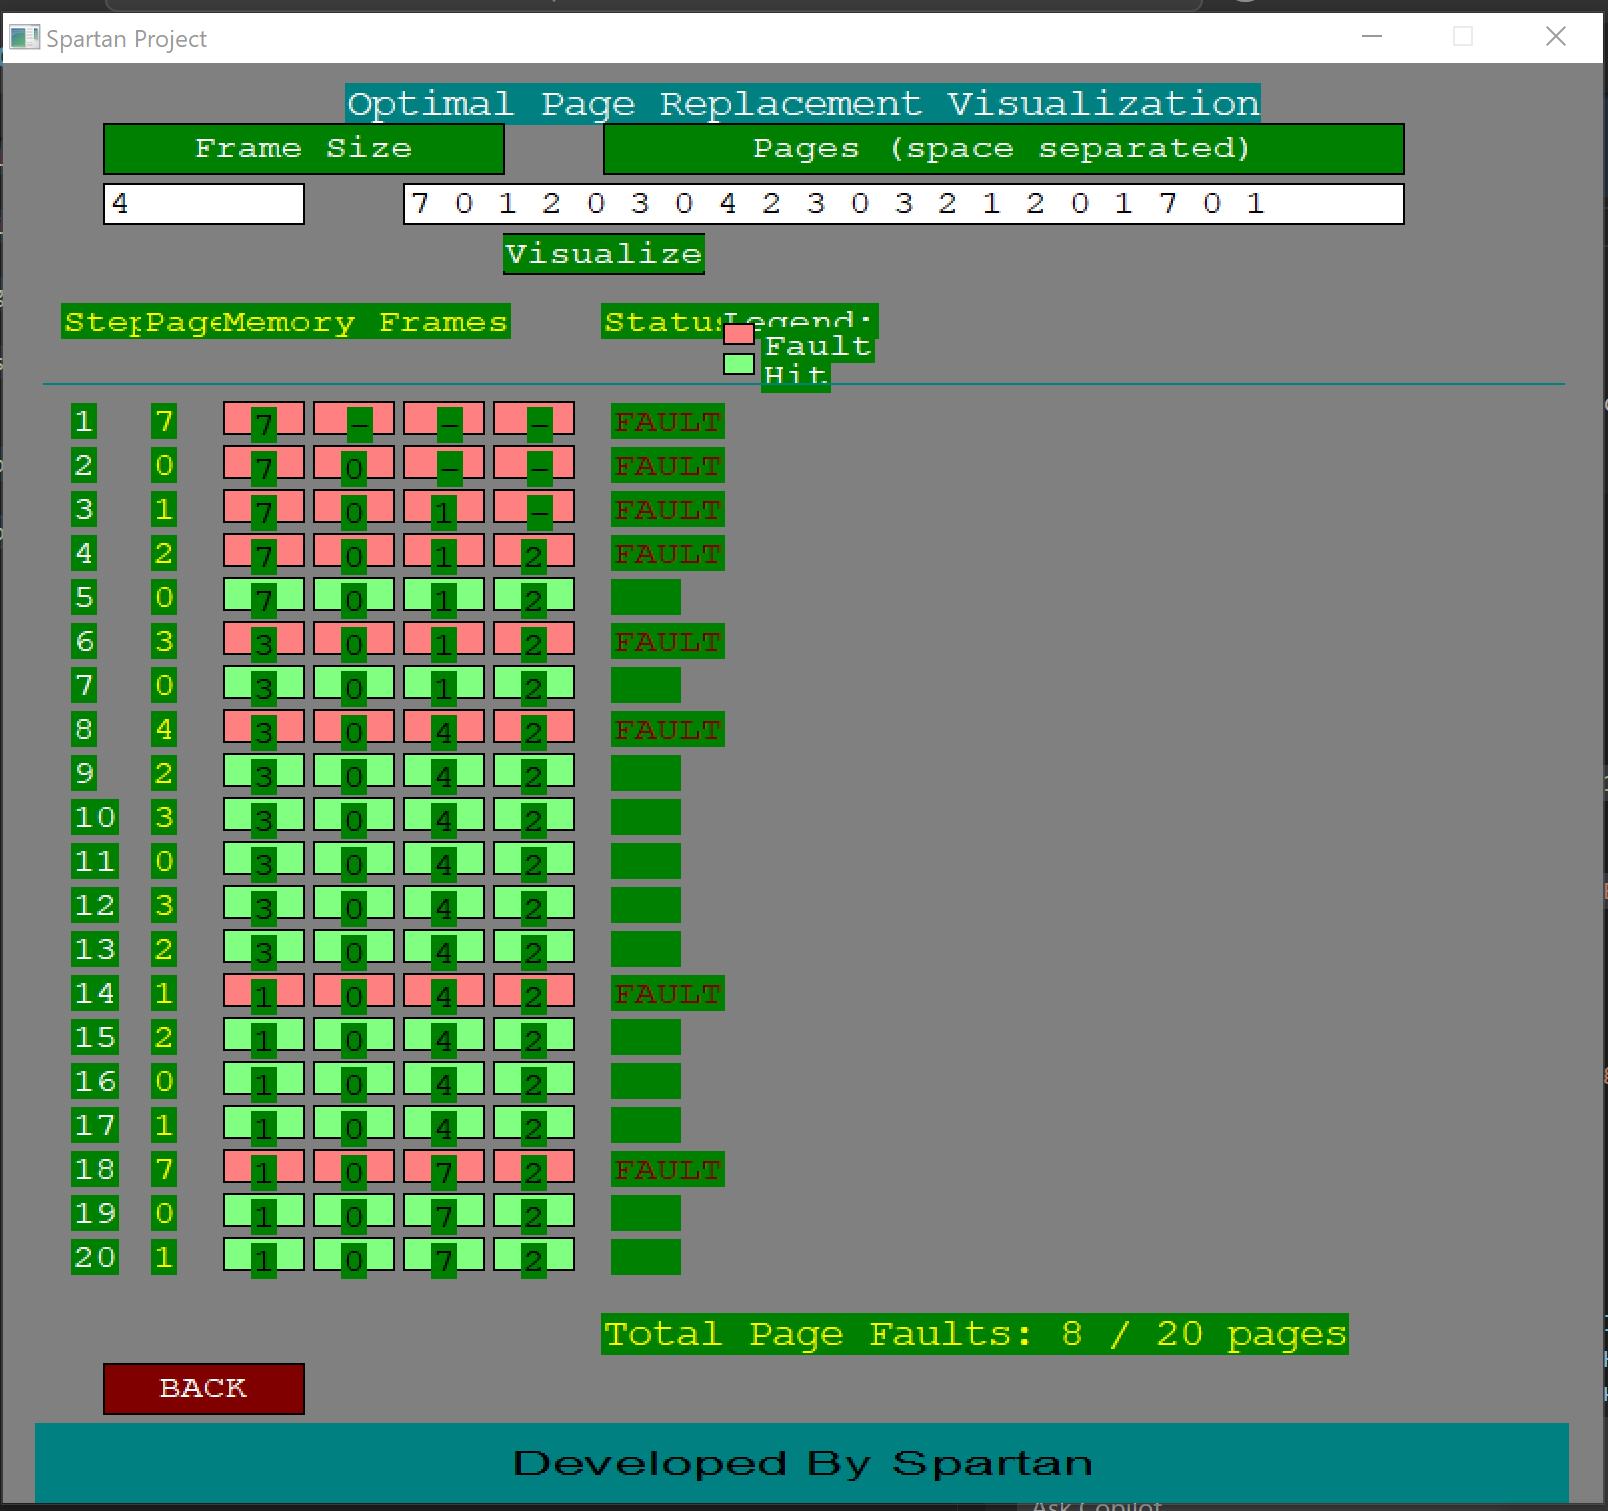 Spartan Project
Optimal Page Replacement Visualization
Frame Size Pages (space separated)
4 7 0 1 2 0 3 0 4 2 3 0 3 2 1 2 0 1 7 0 1
Visualize
Step Page Memory Frames Status Legend:
Fault
Hit
1 7 7 - - - FAULT
2 0 7 0 - - FAULT
3 1 7 0 1 - FAULT
4 2 7 0 1 2 FAULT
5 0 7 0 1 2
6 3 3 0 1 2 FAULT
7 0 3 0 1 2
8 4 3 0 4 2 FAULT
9 2 3 0 4 2
10 3 3 0 4 2
11 0 3 0 4 2
12 3 3 0 4 2
13 2 3 0 4 2
14 1 1 0 4 2 FAULT
15 2 1 0 4 2
16 0 1 0 4 2
17 1 1 0 4 2
18 7 1 0 7 2 FAULT
19 0 1 0 7 2
20 1 1 0 7 2
Total Page Faults: 8 / 20 pages
BACK
Developed By Spartan
Ask Copilot